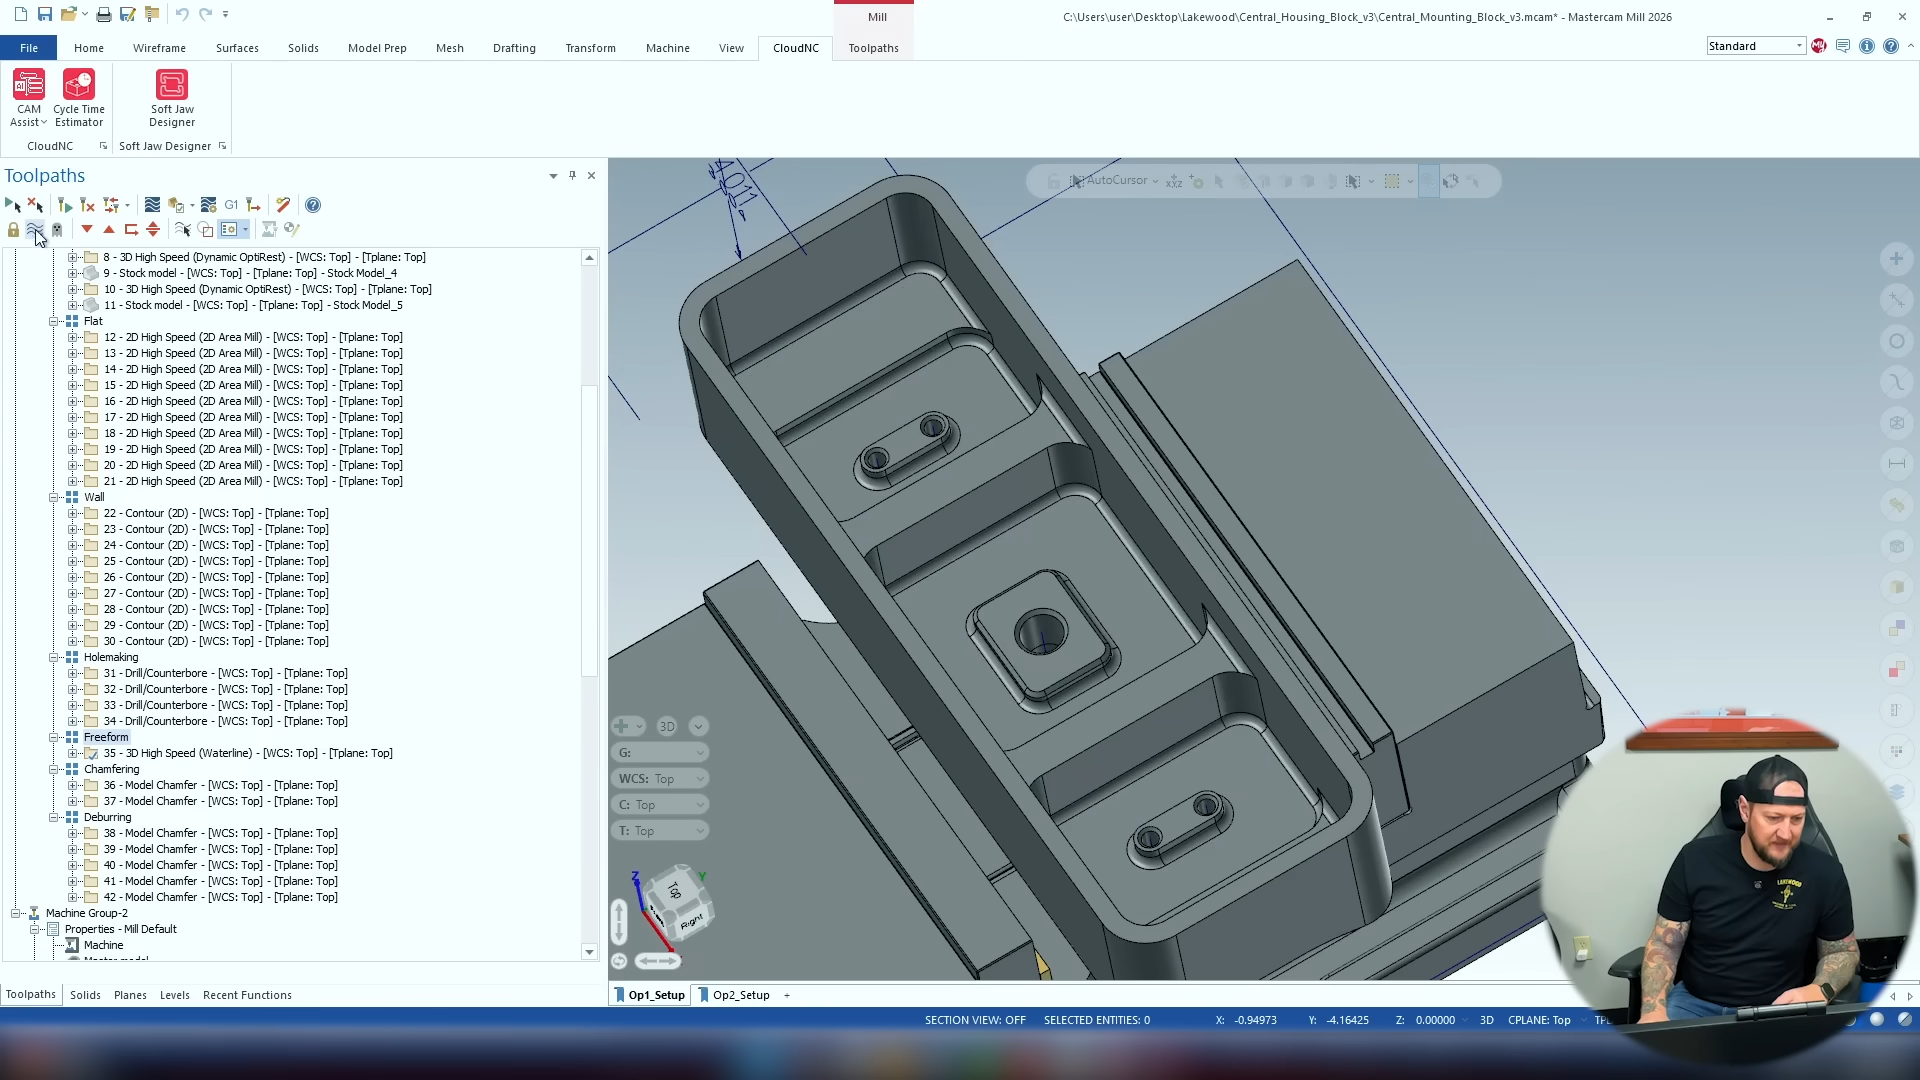 Mill
C:\Users\user\Desktop\Lakewood\Central_Housing_Block_v3\Central_Mounting_Block_v3.mcam* - Mastercam Mill 2026
File
Home
Wireframe
Surfaces
Solids
Model Prep
Mesh
Drafting
Transform
Machine
View
CloudNC
Toolpaths
Standard
AI
CAM
Assist
Cycle Time
Estimator
Soft Jaw
Designer
CloudNC
Soft Jaw Designer
Toolpaths
G1
AutoCursor
8 - 3D High Speed (Dynamic OptiRest) - [WCS: Top] - [Tplane: Top]
9 - Stock model - [WCS: Top] - [Tplane: Top] - Stock Model_4
10 - 3D High Speed (Dynamic OptiRest) - [WCS: Top] - [Tplane: Top]
11 - Stock model - [WCS: Top] - [Tplane: Top] - Stock Model_5
Flat
12 - 2D High Speed (2D Area Mill) - [WCS: Top] - [Tplane: Top]
13 - 2D High Speed (2D Area Mill) - [WCS: Top] - [Tplane: Top]
14 - 2D High Speed (2D Area Mill) - [WCS: Top] - [Tplane: Top]
15 - 2D High Speed (2D Area Mill) - [WCS: Top] - [Tplane: Top]
16 - 2D High Speed (2D Area Mill) - [WCS: Top] - [Tplane: Top]
17 - 2D High Speed (2D Area Mill) - [WCS: Top] - [Tplane: Top]
18 - 2D High Speed (2D Area Mill) - [WCS: Top] - [Tplane: Top]
19 - 2D High Speed (2D Area Mill) - [WCS: Top] - [Tplane: Top]
20 - 2D High Speed (2D Area Mill) - [WCS: Top] - [Tplane: Top]
21 - 2D High Speed (2D Area Mill) - [WCS: Top] - [Tplane: Top]
Wall
22 - Contour (2D) - [WCS: Top] - [Tplane: Top]
23 - Contour (2D) - [WCS: Top] - [Tplane: Top]
24 - Contour (2D) - [WCS: Top] - [Tplane: Top]
25 - Contour (2D) - [WCS: Top] - [Tplane: Top]
26 - Contour (2D) - [WCS: Top] - [Tplane: Top]
27 - Contour (2D) - [WCS: Top] - [Tplane: Top]
28 - Contour (2D) - [WCS: Top] - [Tplane: Top]
29 - Contour (2D) - [WCS: Top] - [Tplane: Top]
30 - Contour (2D) - [WCS: Top] - [Tplane: Top]
Holemaking
31 - Drill/Counterbore - [WCS: Top] - [Tplane: Top]
32 - Drill/Counterbore - [WCS: Top] - [Tplane: Top]
33 - Drill/Counterbore - [WCS: Top] - [Tplane: Top]
34 - Drill/Counterbore - [WCS: Top] - [Tplane: Top]
Freeform
35 - 3D High Speed (Waterline) - [WCS: Top] - [Tplane: Top]
Chamfering
36 - Model Chamfer - [WCS: Top] - [Tplane: Top]
37 - Model Chamfer - [WCS: Top] - [Tplane: Top]
Deburring
38 - Model Chamfer - [WCS: Top] - [Tplane: Top]
39 - Model Chamfer - [WCS: Top] - [Tplane: Top]
40 - Model Chamfer - [WCS: Top] - [Tplane: Top]
41 - Model Chamfer - [WCS: Top] - [Tplane: Top]
42 - Model Chamfer - [WCS: Top] - [Tplane: Top]
Machine Group-2
Properties - Mill Default
Machine
3D
G:
WCS: Top
C: Top
T: Top
Z
Y
Top
Right
LAKEWOOD
Toolpaths
Solids
Planes
Levels
Recent Functions
Op1_Setup
Op2_Setup
+
SECTION VIEW: OFF
SELECTED ENTITIES: 0
X: -0.94973
Y: -4.16425
Z: 0.00000
3D
CPLANE: Top